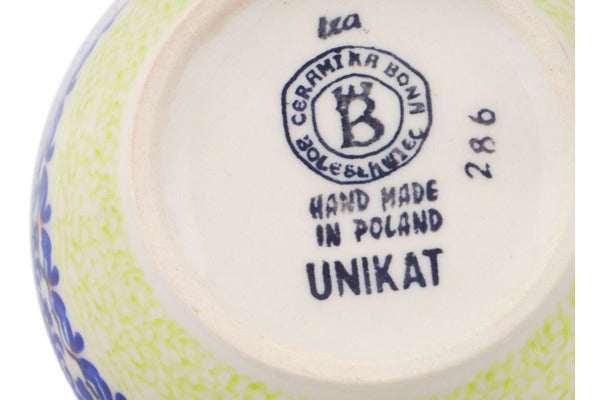 Iza
CERAMIKA BONA
B
BOLESŁAWIEC
286
HAND MADE
IN POLAND
UNIKAT